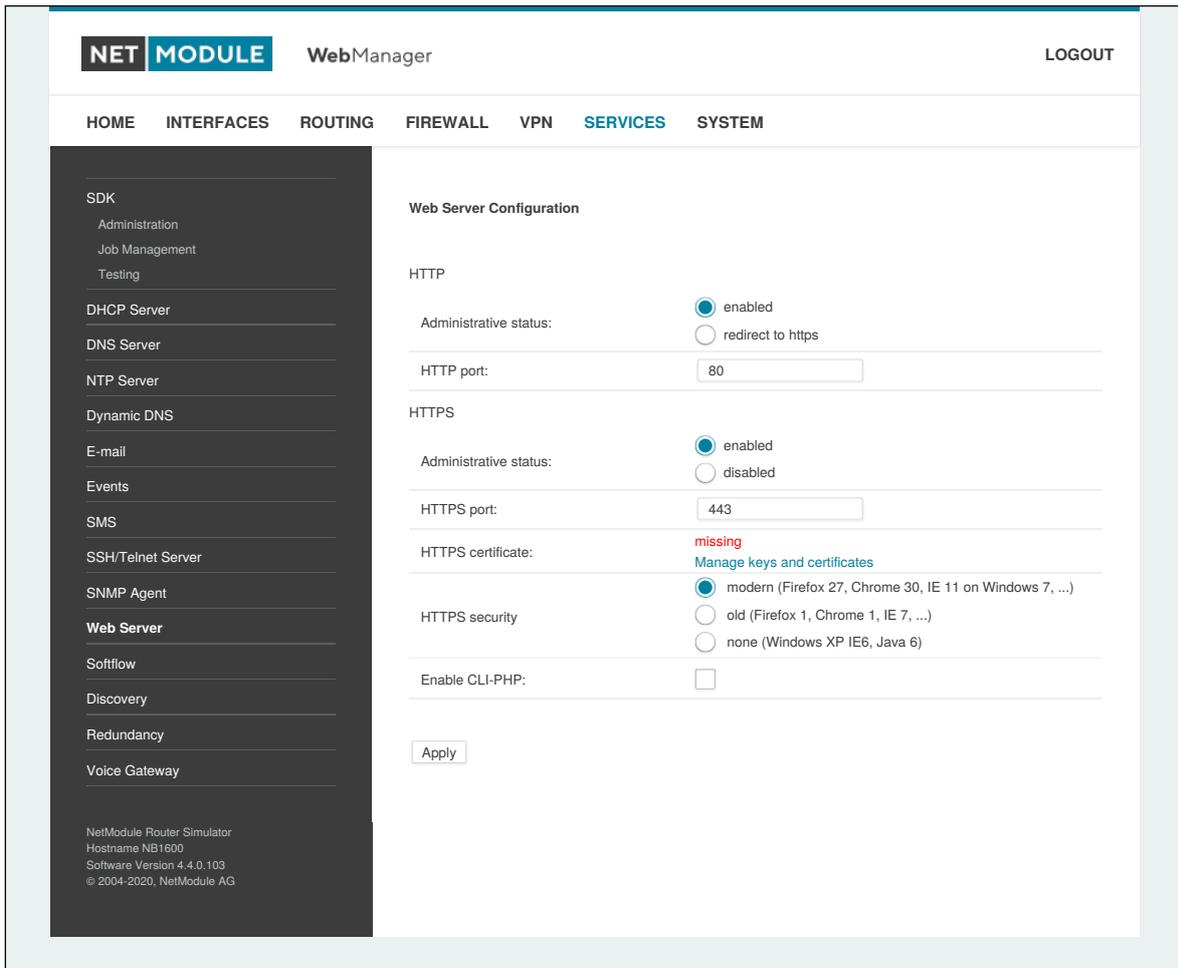 NET MODULE WebManager LOGOUT
HOME INTERFACES ROUTING FIREWALL VPN SERVICES SYSTEM
SDK
Administration
Job Management
Testing
DHCP Server
DNS Server
NTP Server
Dynamic DNS
E-mail
Events
SMS
SSH/Telnet Server
SNMP Agent
Web Server
Softflow
Discovery
Redundancy
Voice Gateway
NetModule Router Simulator
Hostname NB1600
Software Version 4.4.0.103
© 2004-2020, NetModule AG
Web Server Configuration
HTTP
Administrative status:
enabled
redirect to https
HTTP port: 80
HTTPS
Administrative status:
enabled
disabled
HTTPS port: 443
HTTPS certificate:
missing
Manage keys and certificates
HTTPS security
modern (Firefox 27, Chrome 30, IE 11 on Windows 7, ...)
old (Firefox 1, Chrome 1, IE 7, ...)
none (Windows XP IE6, Java 6)
Enable CLI-PHP:
Apply